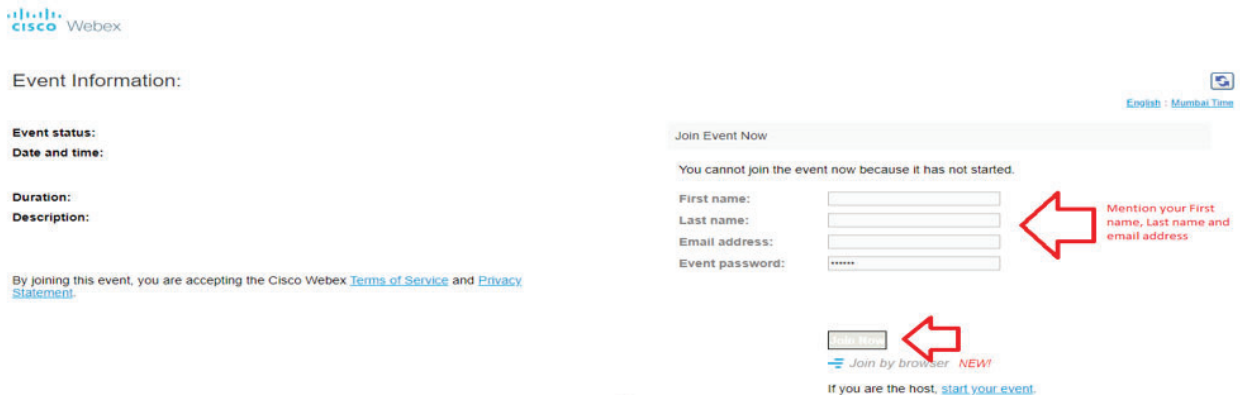 CISCO Webex
Event Information:
English : Mumbai Time
Event status:
Date and time:
Duration:
Description:
By joining this event, you are accepting the Cisco Webex Terms of Service and Privacy
Statement.
Join Event Now
You cannot join the event now because it has not started.
First name:
Last name:
Email address:
Event password:
••••••
Mention your First
name, Last name and
email address
Join Now
Join by browser NEW!
If you are the host, start your event.